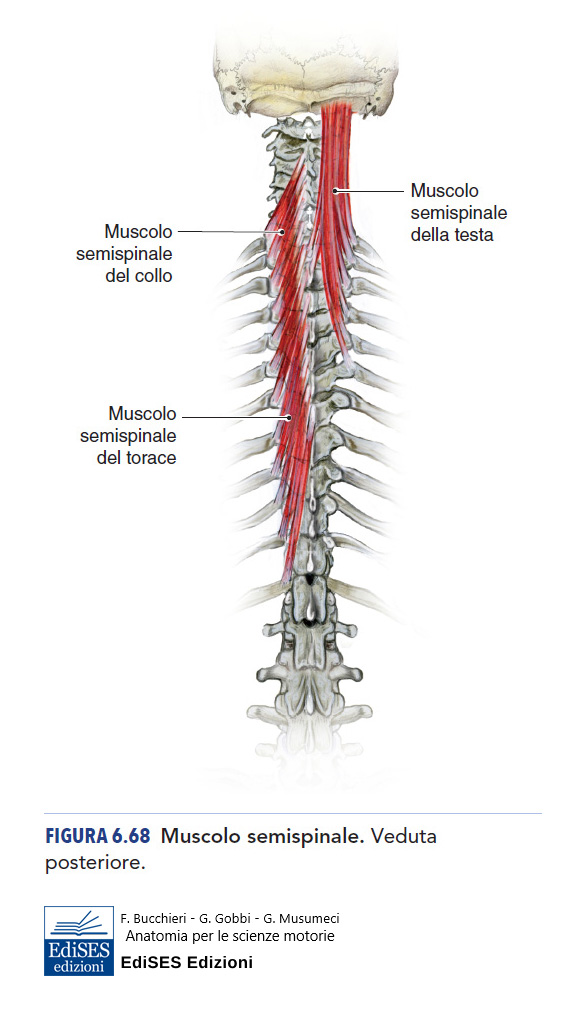 Muscolo
semispinale
della testa
Muscolo
semispinale
del collo
Muscolo
semispinale
del torace
FIGURA 6.68 Muscolo semispinale. Veduta
posteriore.
EdiSES
edizioni
F. Bucchieri - G. Gobbi - G. Musumeci
Anatomia per le scienze motorie
EdiSES Edizioni